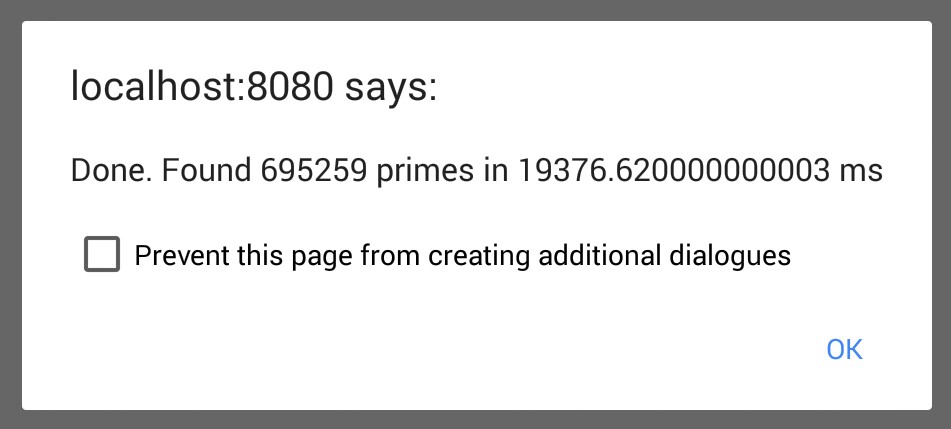 localhost:8080 says:
Done. Found 695259 primes in 19376.620000000003 ms
Prevent this page from creating additional dialogues
OK